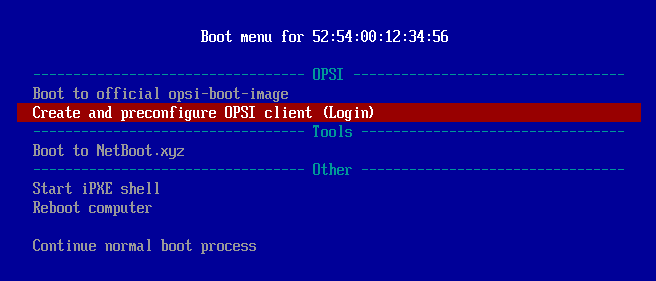 Boot menu for 52:54:00:12:34:56
---------------------------------- OPSI ----------------------------------
Boot to official opsi-boot-image
Create and preconfigure OPSI client (Login)
---------------------------------- Tools ---------------------------------
Boot to NetBoot.xyz
---------------------------------- Other ---------------------------------
Start iPXE shell
Reboot computer
Continue normal boot process